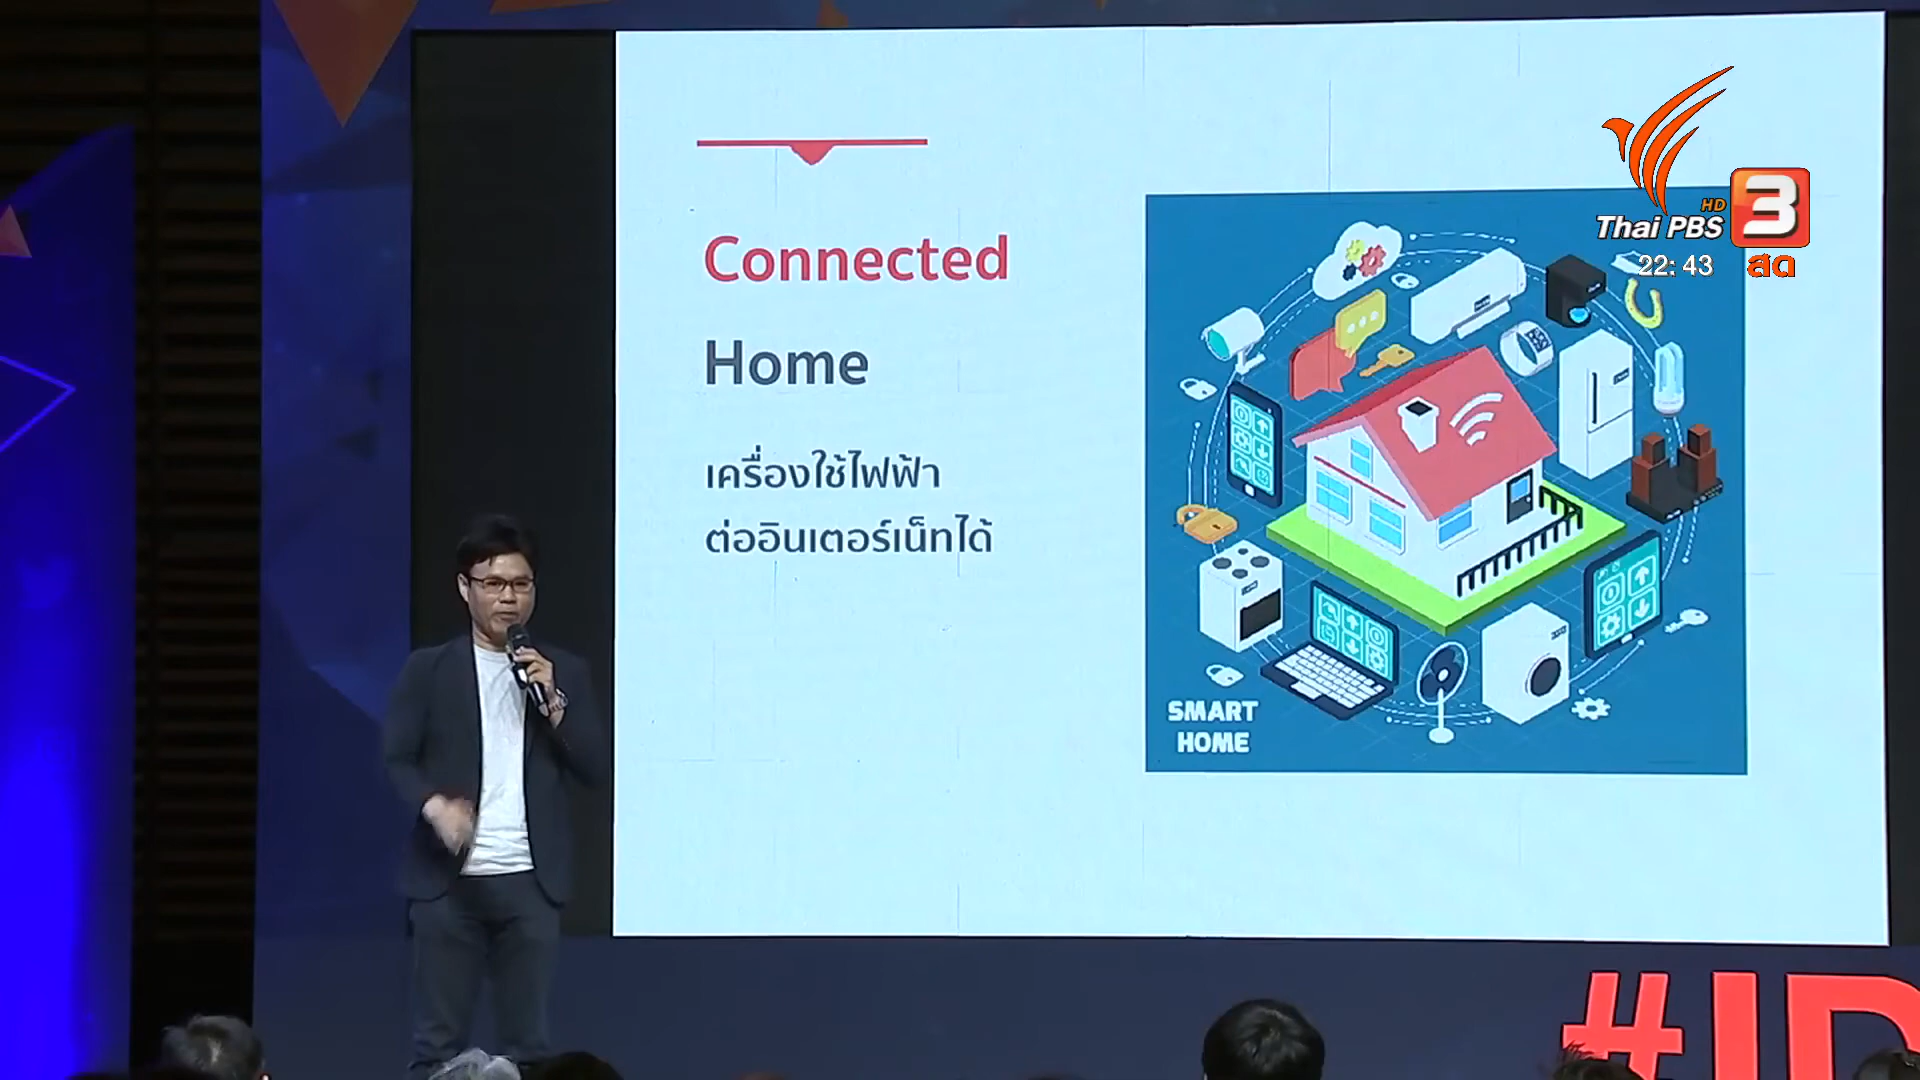 Connected
Home
เครื่องใช้ไฟฟ้า
ต่ออินเตอร์เน็ทได้
SMART
HOME
HD
Thai PBS
3
22:43
สด
#ID